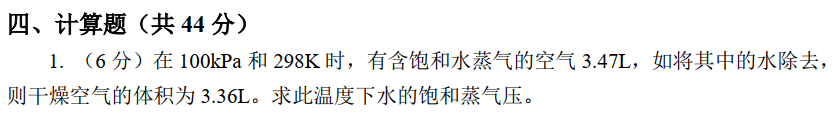 四、计算题（共 44 分）
1. （6 分）在 100kPa 和 298K 时，有含饱和水蒸气的空气 3.47L，如将其中的水除去，
则干燥空气的体积为 3.36L。求此温度下水的饱和蒸气压。